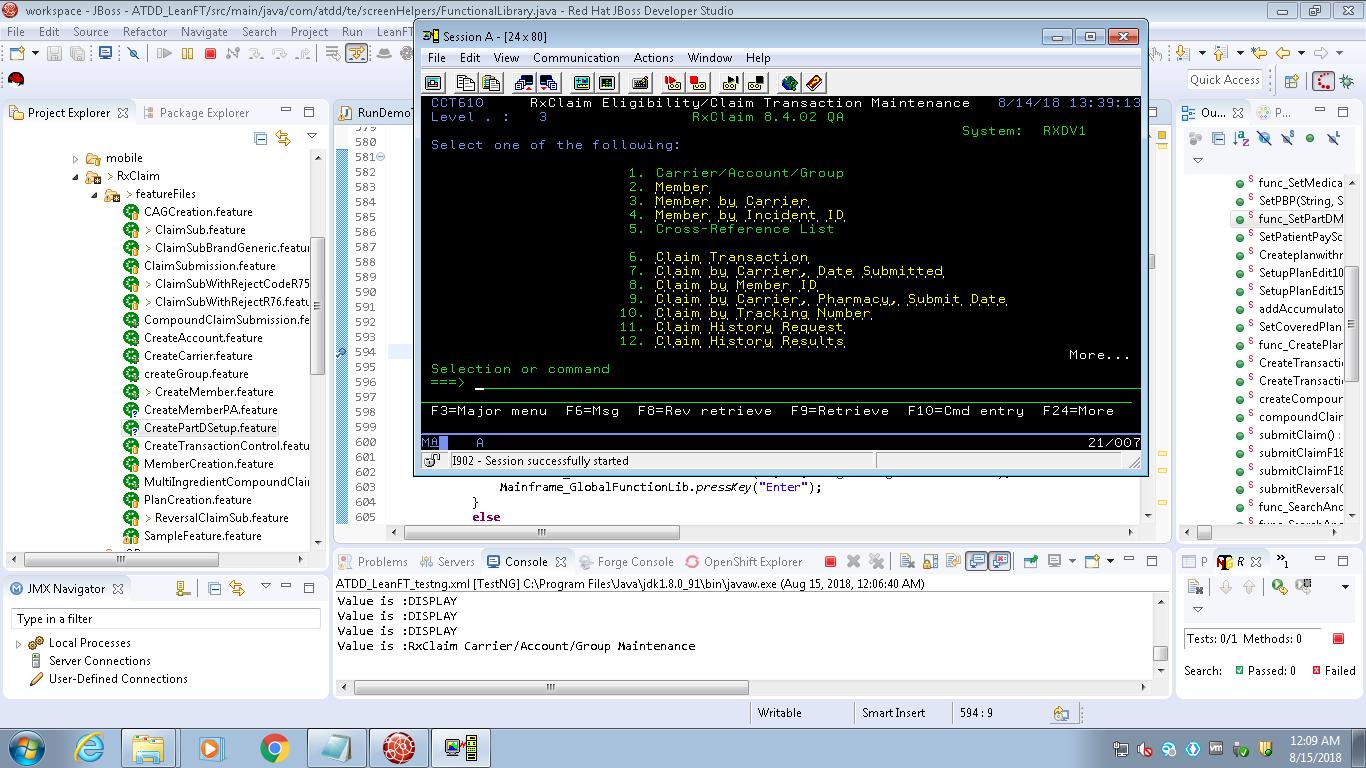 workspace - JBoss - ATDD_LeanFT/src/main/java/com/atdd/te/screenHelpers/FunctionalLibrary.java - Red Hat JBoss Developer Studio
File Edit Source Refactor Navigate Search Project Run LeanFT
Quick Access
Session A - [24 x 80]
File Edit View Communication Actions Window Help
CCT610 RxClaim Eligibility/Claim Transaction Maintenance 8/14/18 13:39:13
Level . : 3 RxClaim 8.4.02 QA
System: RXDV1
Select one of the following:
1. Carrier/Account/Group
2. Member
3. Member by Carrier
4. Member by Incident ID
5. Cross-Reference List
6. Claim Transaction
7. Claim by Carrier, Date Submitted
8. Claim by Member ID
9. Claim by Carrier, Pharmacy, Submit Date
10. Claim by Tracking Number
11. Claim History Request
12. Claim History Results
More...
Selection or command
===>
F3=Major menu F6=Msg F8=Rev retrieve F9=Retrieve F10=Cmd entry F24=More
MA A 21/007
I902 - Session successfully started
Project Explorer Package Explorer
mobile
> RxClaim
> featureFiles
CAGCreation.feature
> ClaimSub.feature
> ClaimSubBrandGeneric.featur
ClaimSubmission.feature
> ClaimSubWithRejectCodeR75
> ClaimSubWithRejectR76.featu
CompoundClaimSubmission.fe
CreateAccount.feature
CreateCarrier.feature
createGroup.feature
> CreateMember.feature
CreateMemberPA.feature
CreatePartDSetup.feature
CreateTransactionControl.featu
MemberCreation.feature
MultiIngredientCompoundClai
PlanCreation.feature
> ReversalClaimSub.feature
SampleFeature.feature
RunDemoT
579
580
581
582
583
584
585
586
587
588
589
590
591
592
593
594
595
596
597
598
599
600
601
602
603 Mainframe_GlobalFunctionLib.pressKey("Enter");
604 }
605 else
Ou... P...
func_SetMedica
SetPBP(String, S
func_SetPartDM
SetPatientPaySc
Createplanwith
SetupPlanEdit10
SetupPlanEdit15
addAccumulato
SetCoveredPlan
func_CreatePlan
CreateTransacti
CreateTransacti
createCompour
compoundClain
submitClaim() :
submitClaimF18
submitClaimF18
submitReversalC
func_SearchAnd
func_SearchAnd
JMX Navigator
Type in a filter
Local Processes
Server Connections
User-Defined Connections
Problems Servers Console Forge Console OpenShift Explorer
ATDD_LeanFT_testng.xml [TestNG] C:\Program Files\Java\jdk1.8.0_91\bin\javaw.exe (Aug 15, 2018, 12:06:40 AM)
Value is :DISPLAY
Value is :DISPLAY
Value is :DISPLAY
Value is :RxClaim Carrier/Account/Group Maintenance
P R
Tests: 0/1 Methods: 0
Search: Passed: 0 Failed
Writable Smart Insert 594 : 9
12:09 AM
8/15/2018